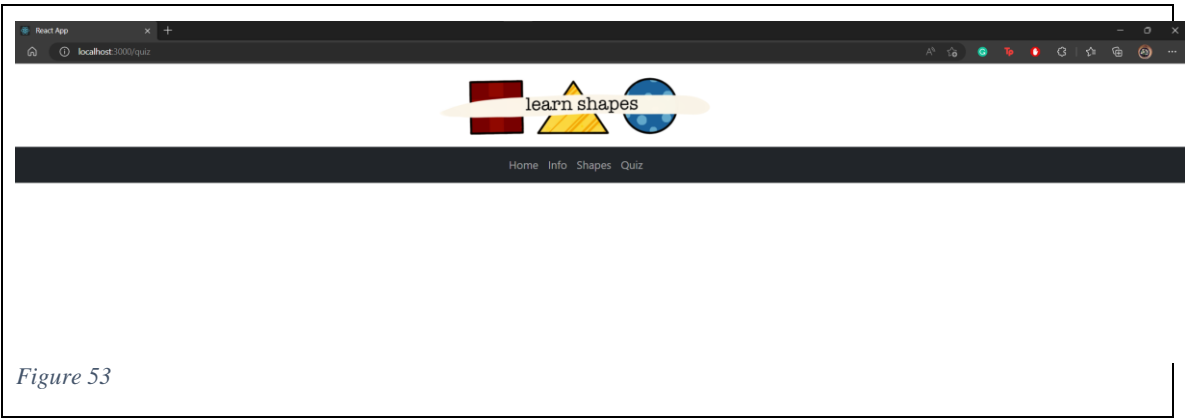 React App
localhost:3000/quiz
learn shapes
Home Info Shapes Quiz
Figure 53